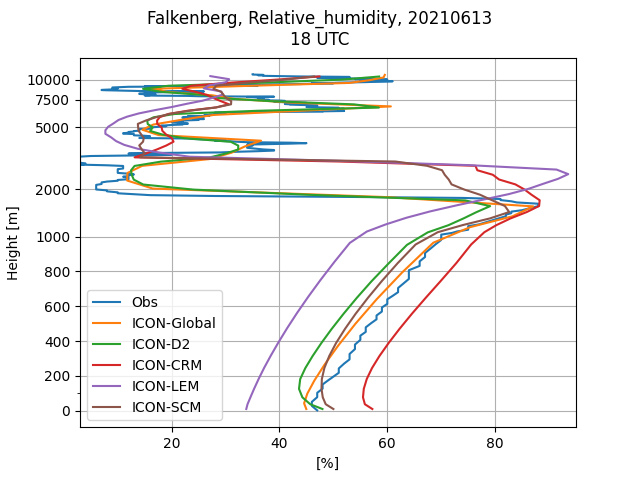 Falkenberg, Relative_humidity, 20210613
18 UTC
10000
7500
5000
2000
1000
800
600
400
200
0
Height [m]
Obs
ICON-Global
ICON-D2
ICON-CRM
ICON-LEM
ICON-SCM
20
40
60
80
[%]